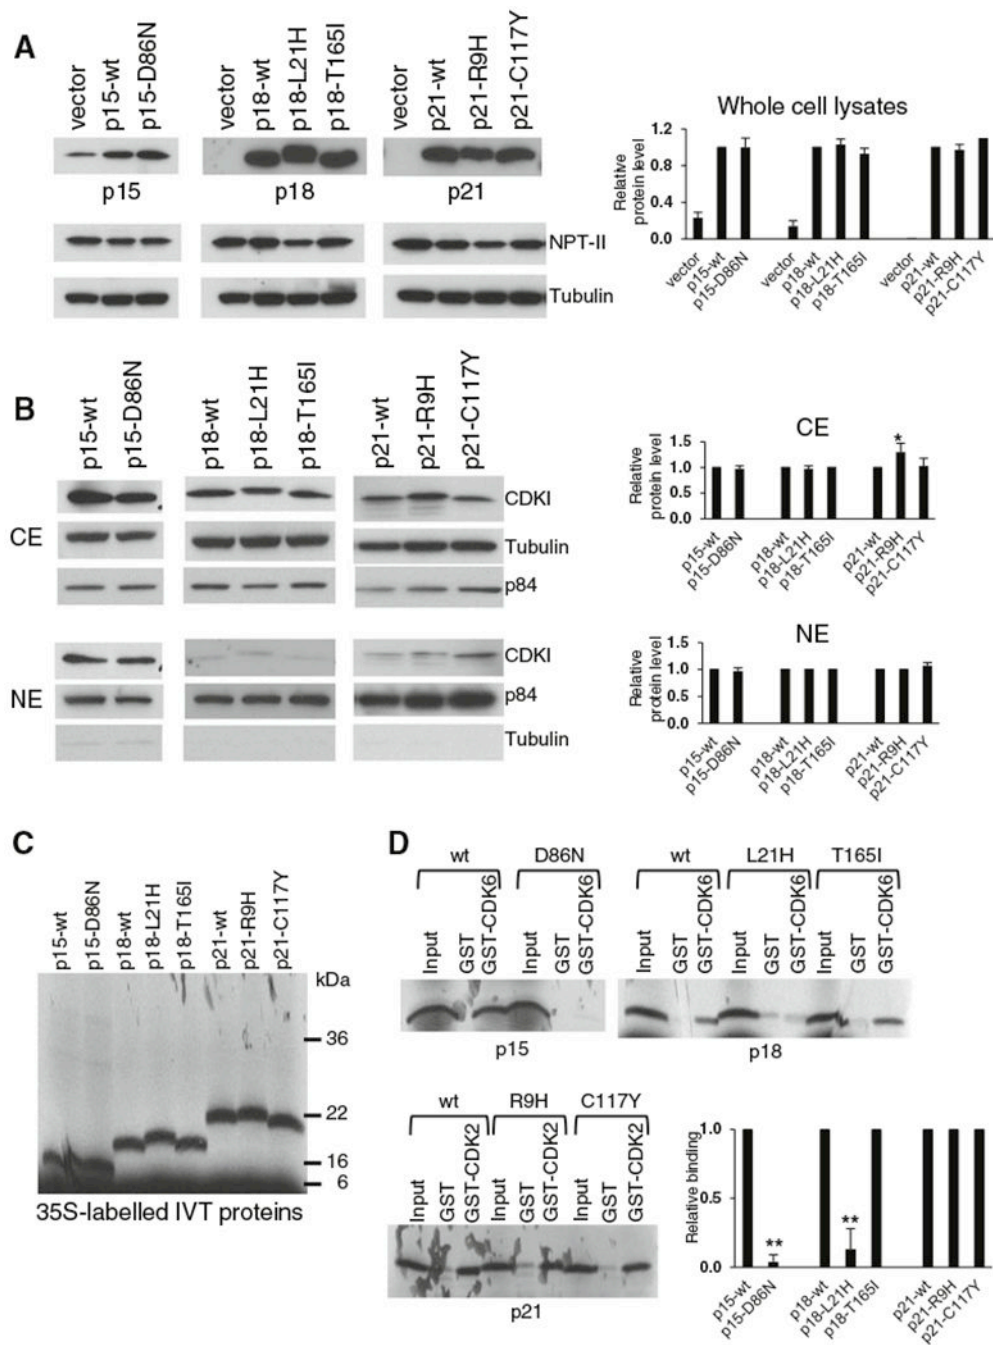 A
vector
p15-wt
p15-D86N
vector
p18-wt
p18-L21H
p18-T165I
vector
p21-wt
p21-R9H
p21-C117Y
p15
p18
p21
NPT-II
Tubulin
Whole cell lysates
Relative
protein level
1.2
0.8
0.4
0.0
vector
p15-wt
p15-D86N
vector
p18-wt
p18-L21H
p18-T165I
vector
p21-wt
p21-R9H
p21-C117Y
B
p15-wt
p15-D86N
p18-wt
p18-L21H
p18-T165I
p21-wt
p21-R9H
p21-C117Y
CE
CDKI
Tubulin
p84
NE
CDKI
p84
Tubulin
CE
Relative
protein level
1.5
1.0
0.5
0.0
*
p15-wt
p15-D86N
p18-wt
p18-L21H
p18-T165I
p21-wt
p21-R9H
p21-C117Y
NE
Relative
protein level
1.5
1.0
0.5
0.0
p15-wt
p15-D86N
p18-wt
p18-L21H
p18-T165I
p21-wt
p21-R9H
p21-C117Y
C
p15-wt
p15-D86N
p18-wt
p18-L21H
p18-T165I
p21-wt
p21-R9H
p21-C117Y
kDa
36
22
16
6
35S-labelled IVT proteins
D
wt
D86N
Input
GST
GST-CDK6
Input
GST
GST-CDK6
p15
wt
L21H
T165I
Input
GST
GST-CDK6
Input
GST
GST-CDK6
Input
GST
GST-CDK6
p18
wt
R9H
C117Y
Input
GST
GST-CDK2
Input
GST
GST-CDK2
Input
GST
GST-CDK2
p21
Relative binding
1.0
0.5
0.0
**
**
p15-wt
p15-D86N
p18-wt
p18-L21H
p18-T165I
p21-wt
p21-R9H
p21-C117Y